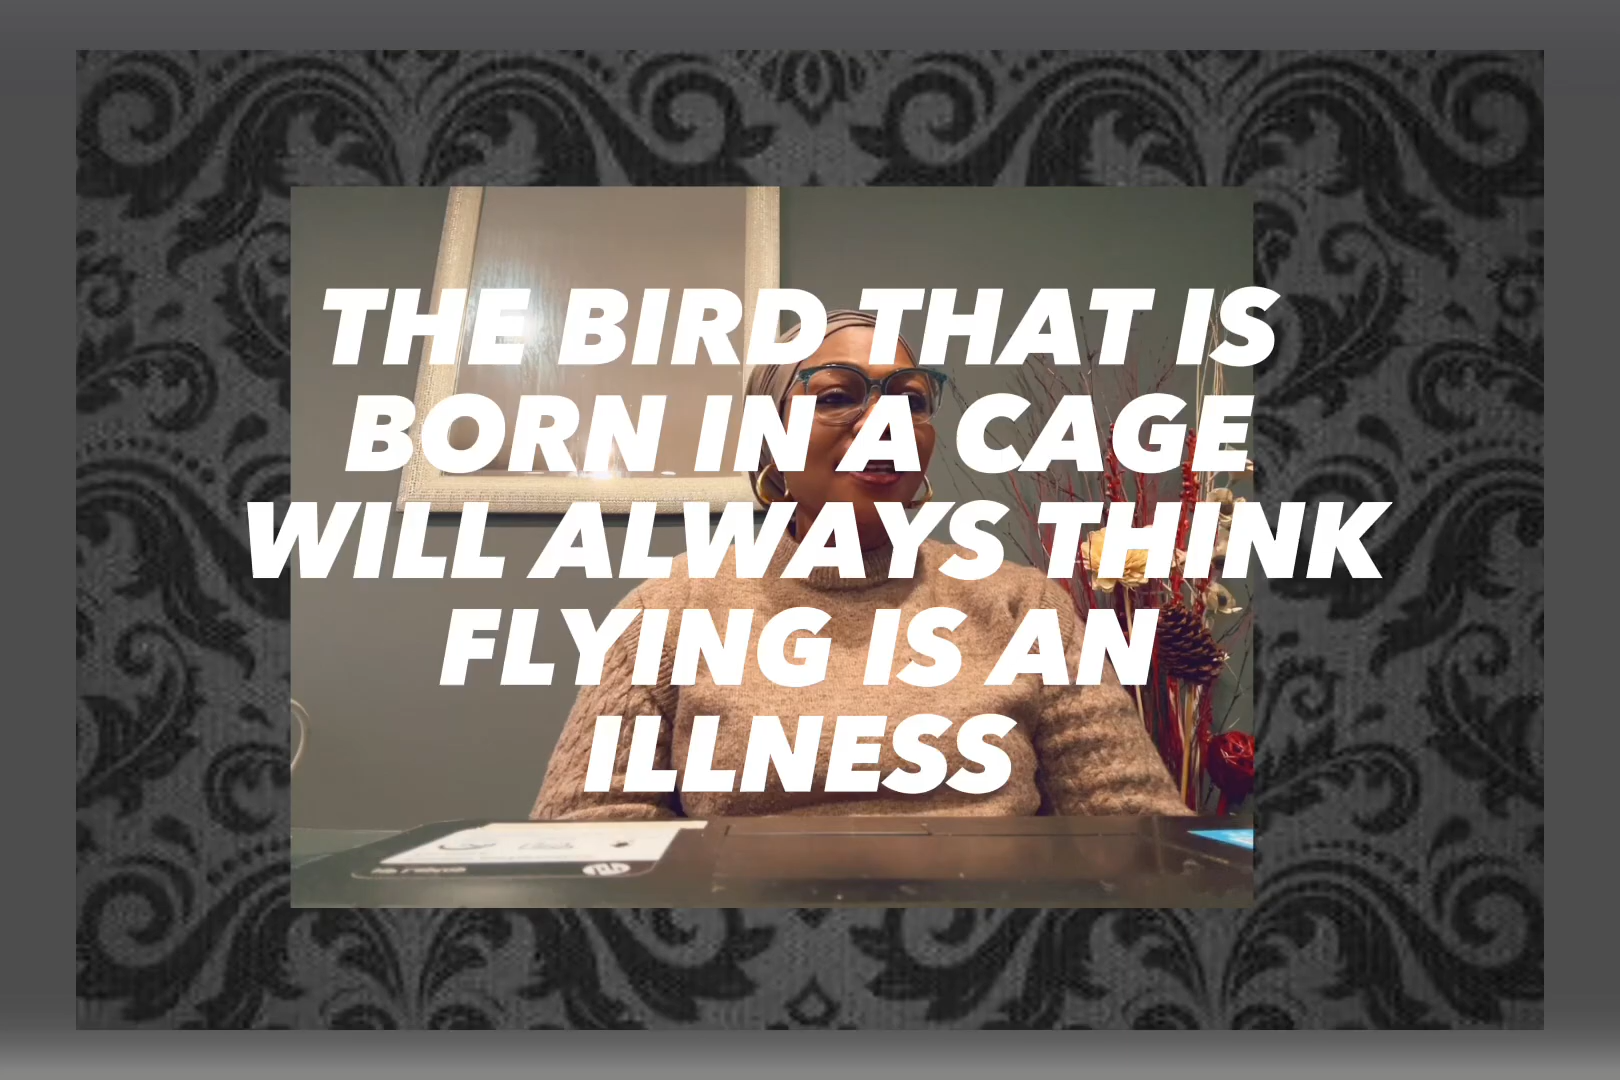 THE BIRD THAT IS
BORN IN A CAGE
WILL ALWAYS THINK
FLYING IS AN
ILLNESS